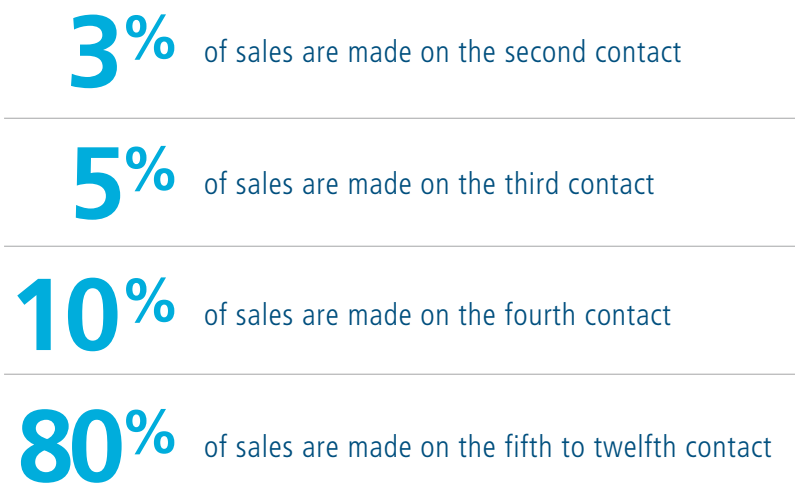 3% of sales are made on the second contact
5% of sales are made on the third contact
10% of sales are made on the fourth contact
80% of sales are made on the fifth to twelfth contact